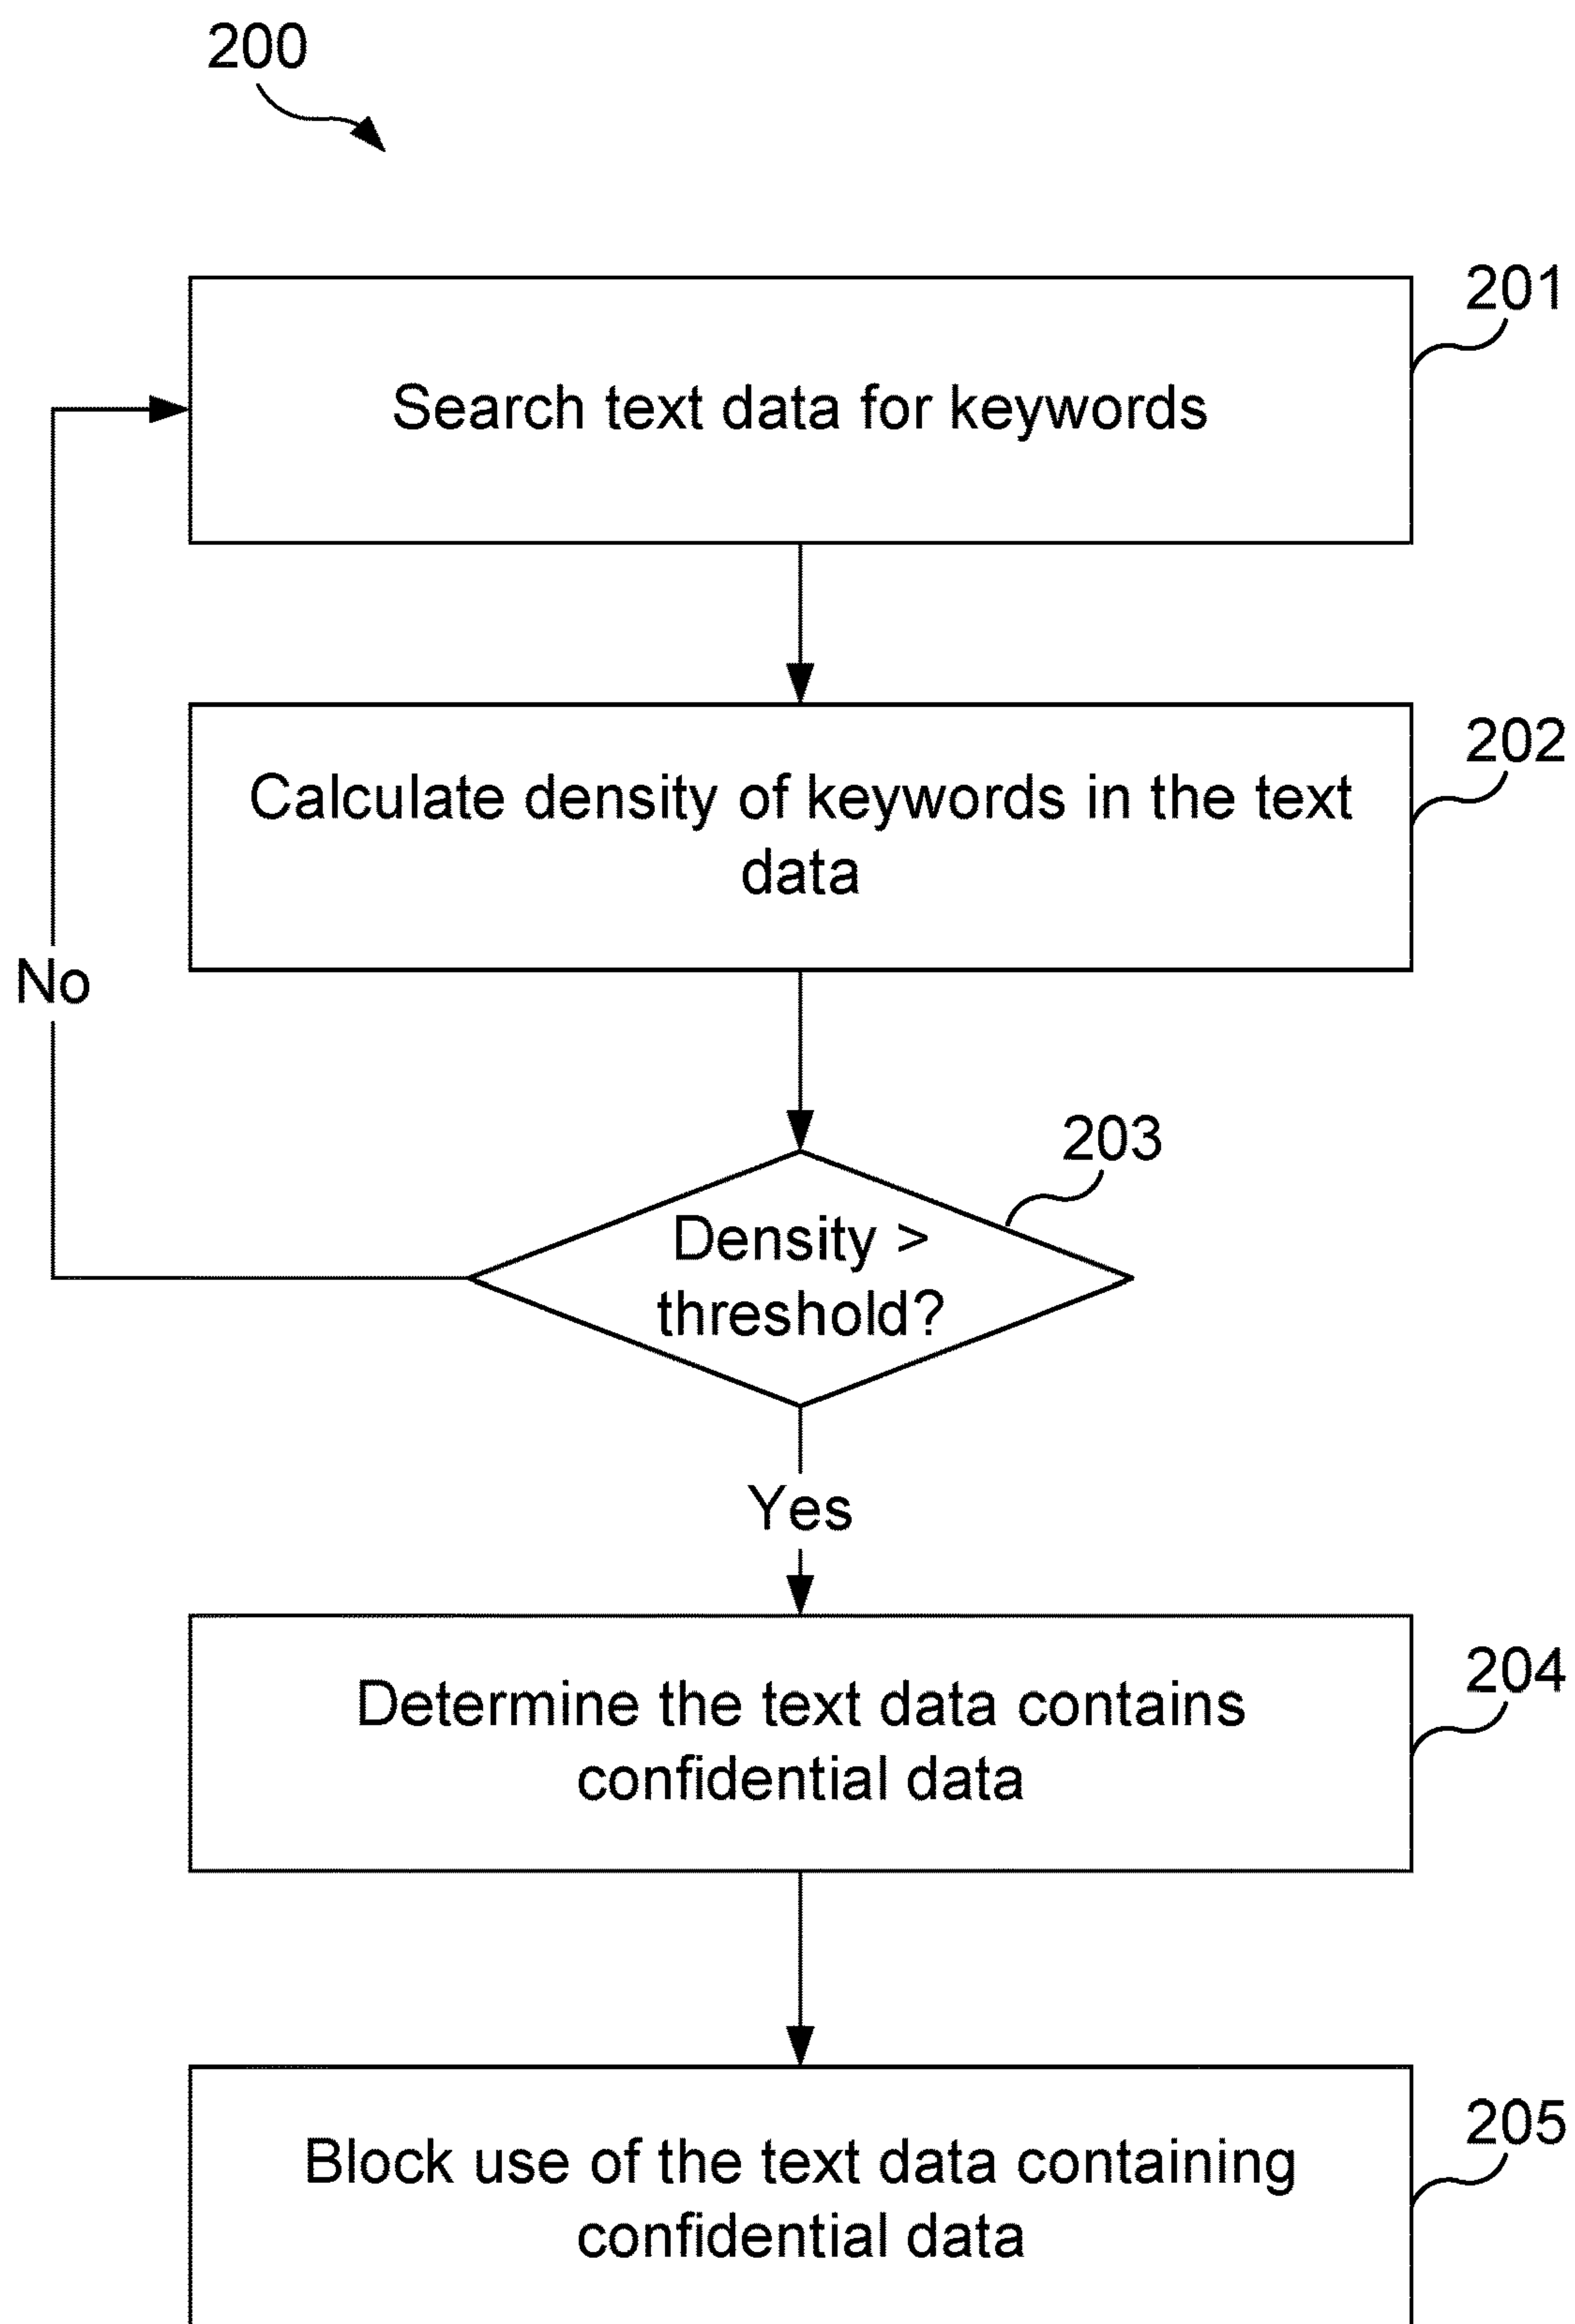 200
201
Search text data for keywords
202
Calculate density of keywords in the text
data
No
203
Density >
threshold?
Yes
204
Determine the text data contains
confidential data
205
Block use of the text data containing
confidential data